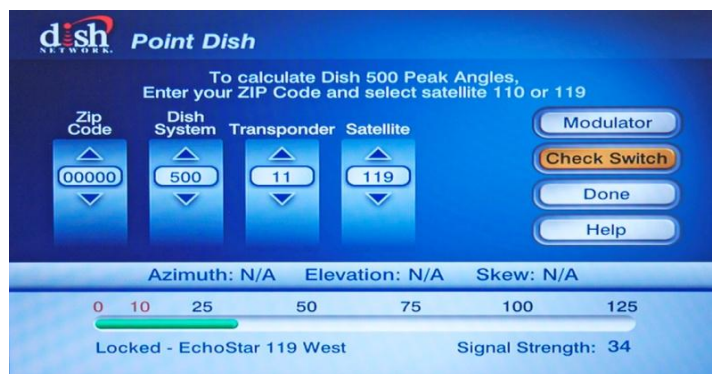 dish
NETWORK.
Point Dish
To calculate Dish 500 Peak Angles,
Enter your ZIP Code and select satellite 110 or 119
Zip Code
Dish System
Transponder
Satellite
00000
500
11
119
Modulator
Check Switch
Done
Help
Azimuth: N/A Elevation: N/A Skew: N/A
0 10 25 50 75 100 125
Locked - EchoStar 119 West
Signal Strength: 34